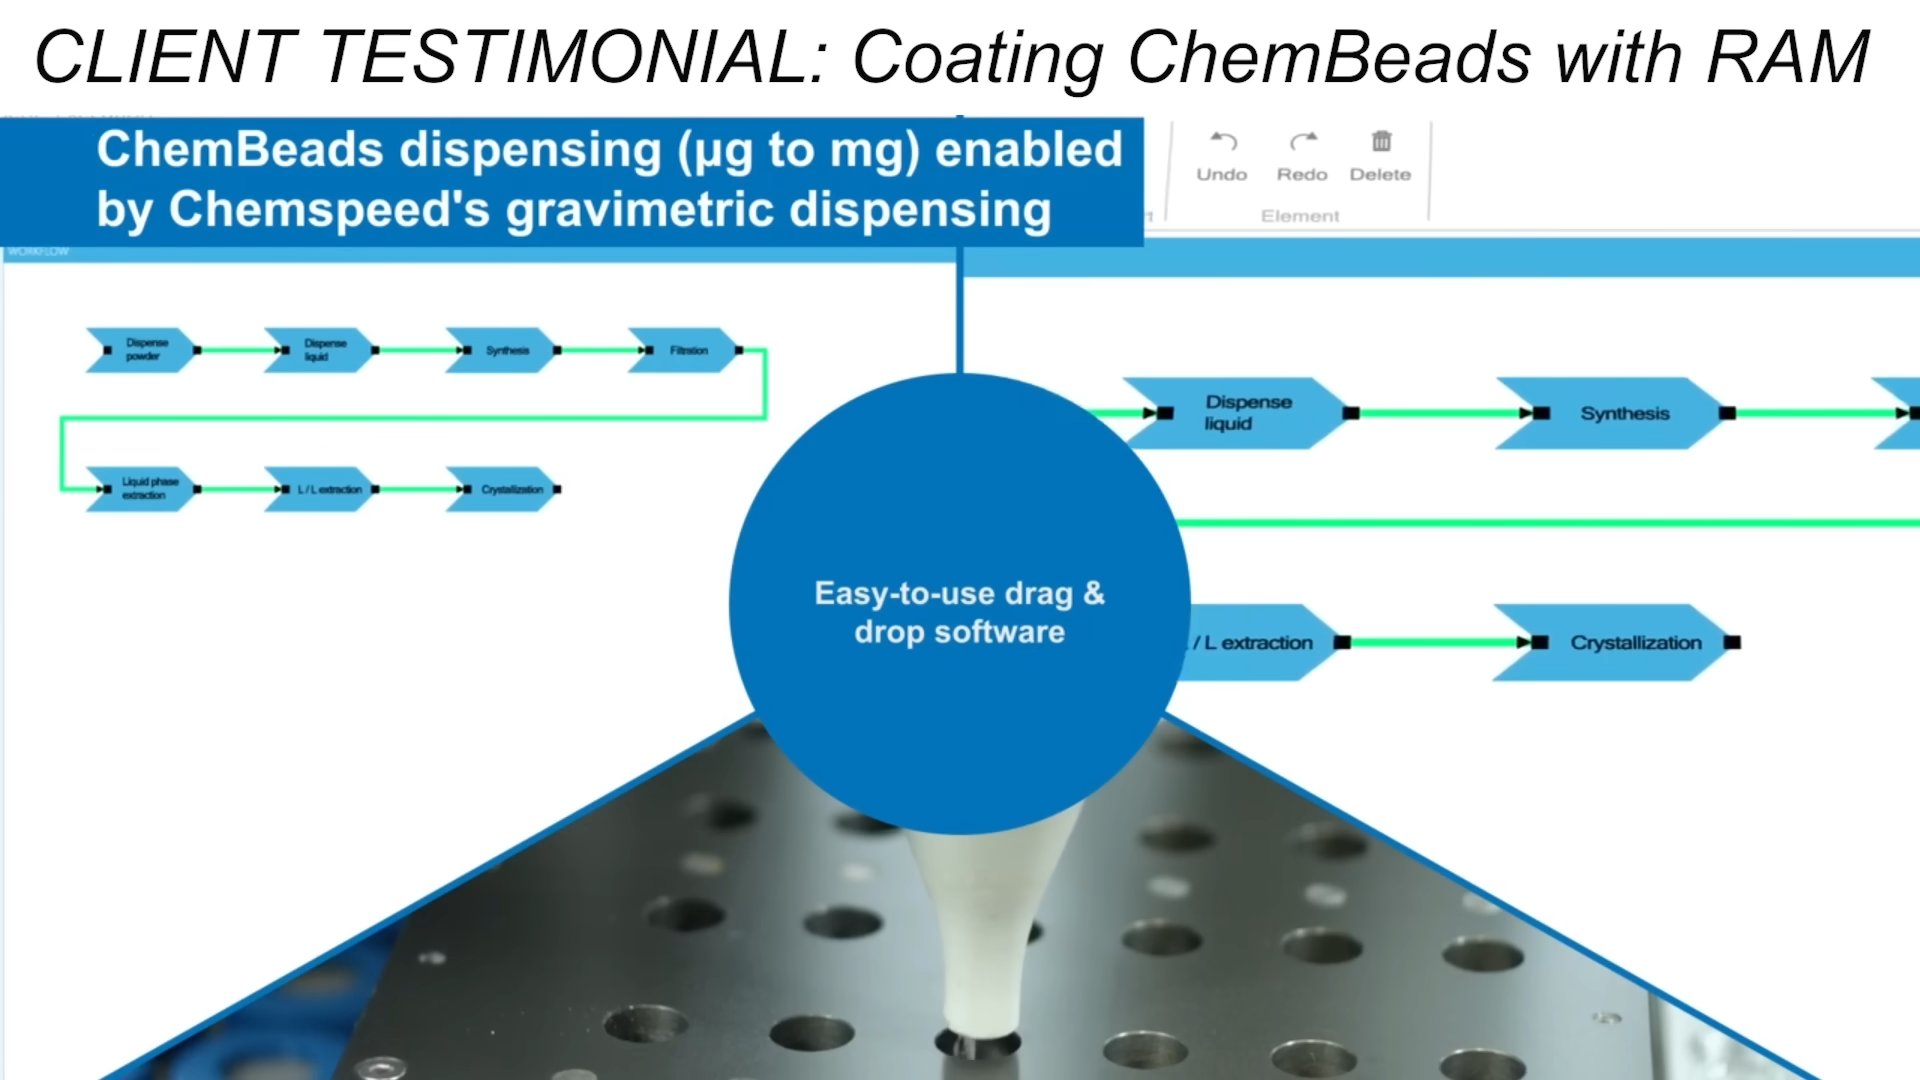 CLIENT TESTIMONIAL: Coating ChemBeads with RAM
ChemBeads dispensing (µg to mg) enabled
by Chemspeed's gravimetric dispensing
Undo
Redo
Delete
Element
WORKFLOW
Dispense
powder
Dispense
liquid
Synthesis
Filtration
Liquid phase
extraction
L / L extraction
Crystallization
Dispense
liquid
Synthesis
/ L extraction
Crystallization
Easy-to-use drag &
drop software